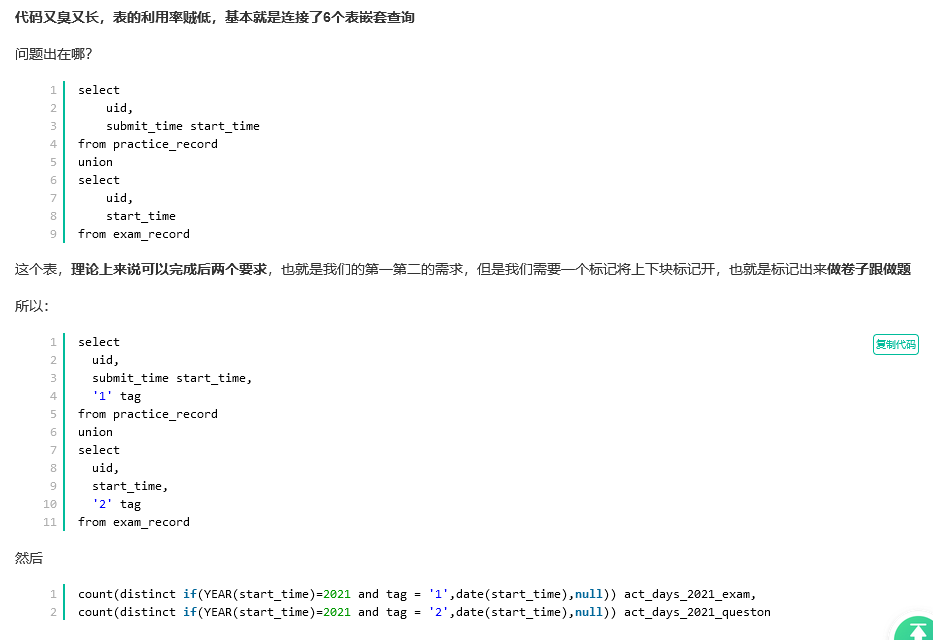 代码又臭又长，表的利用率贼低，基本就是连接了6个表嵌套查询
问题出在哪？
1 select
2 uid,
3 submit_time start_time
4 from practice_record
5 union
6 select
7 uid,
8 start_time
9 from exam_record
这个表，理论上来说可以完成后两个要求，也就是我们的第一第二的需求，但是我们需要一个标记将上下块标记开，也就是标记出来做卷子跟做题
所以：
复制代码
1 select
2 uid,
3 submit_time start_time,
4 '1' tag
5 from practice_record
6 union
7 select
8 uid,
9 start_time,
10 '2' tag
11 from exam_record
然后
1 count(distinct if(YEAR(start_time)=2021 and tag = '1',date(start_time),null)) act_days_2021_exam,
2 count(distinct if(YEAR(start_time)=2021 and tag = '2',date(start_time),null)) act_days_2021_queston